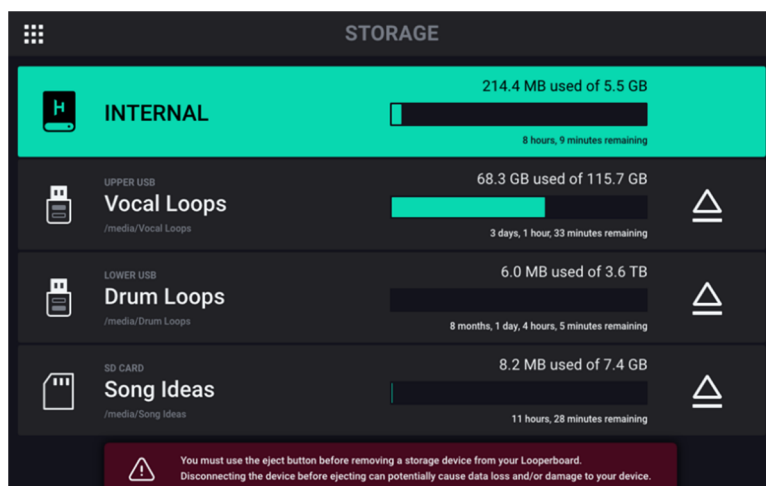 STORAGE
214.4 MB used of 5.5 GB
H
INTERNAL
8 hours, 9 minutes remaining
UPPER USB
68.3 GB used of 115.7 GB
Vocal Loops
/media/Vocal Loops
3 days, 1 hour, 33 minutes remaining
LOWER USB
6.0 MB used of 3.6 TB
Drum Loops
/media/Drum Loops
8 months, 1 day, 4 hours, 5 minutes remaining
SD CARD
8.2 MB used of 7.4 GB
Song Ideas
/media/Song Ideas
11 hours, 28 minutes remaining
You must use the eject button before removing a storage device from your Looperboard.
Disconnecting the device before ejecting can potentially cause data loss and/or damage to your device.